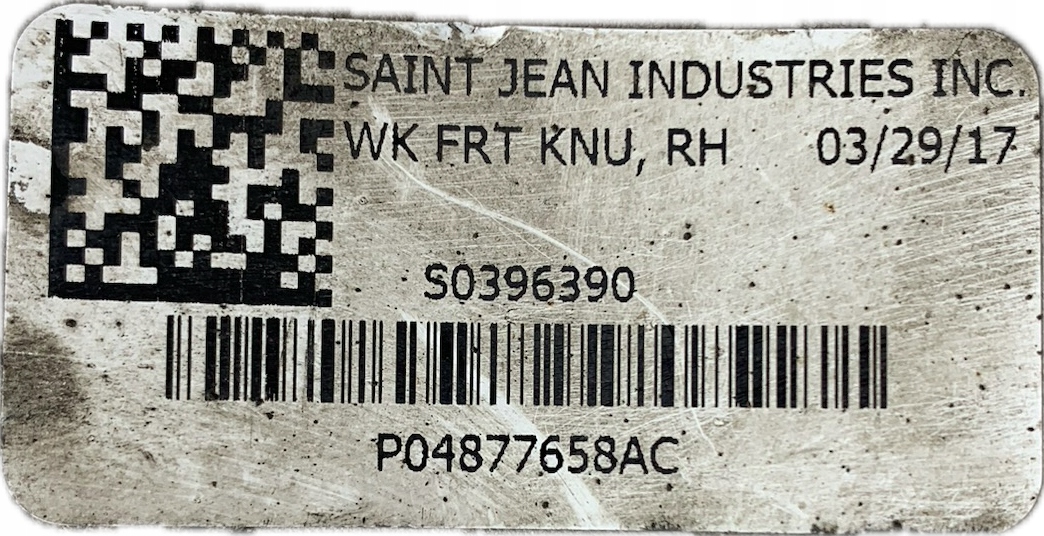 SAINT JEAN INDUSTRIES INC.
WK FRT KNU, RH 03/29/17
S0396390
P04877658AC